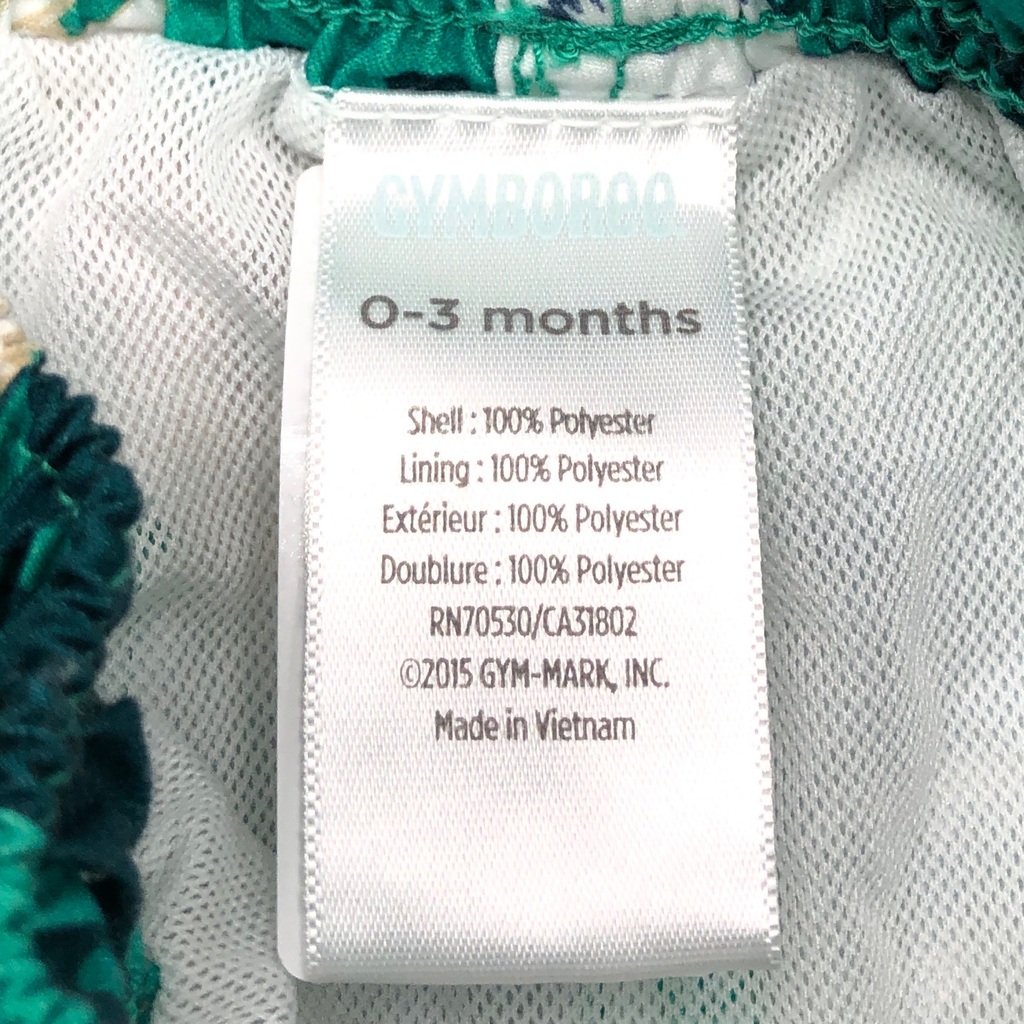 GYMBOREE
0-3 months
Shell : 100% Polyester
Lining : 100% Polyester
Extérieur : 100% Polyester
Doublure : 100% Polyester
RN70530/CA31802
©2015 GYM-MARK, INC.
Made in Vietnam